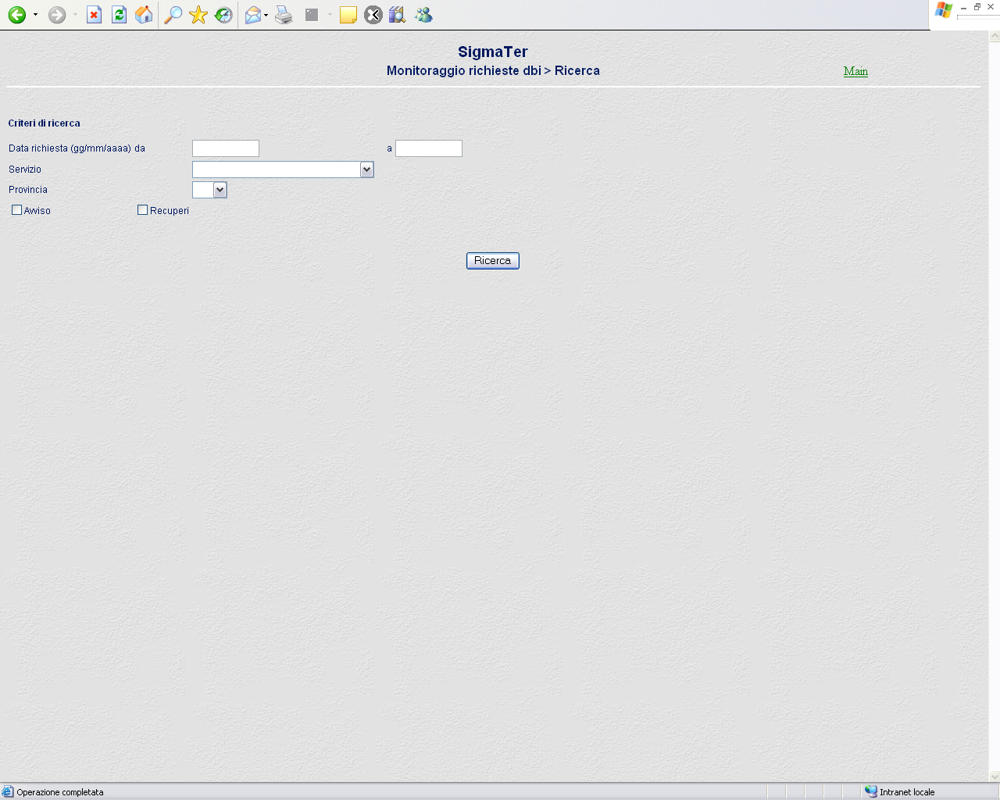 SigmaTer
Monitoraggio richieste dbi > Ricerca
Main
Criteri di ricerca
Data richiesta (gg/mm/aaaa) da a
Servizio
Provincia
Avviso Recuperi
Ricerca
Operazione completata Intranet locale